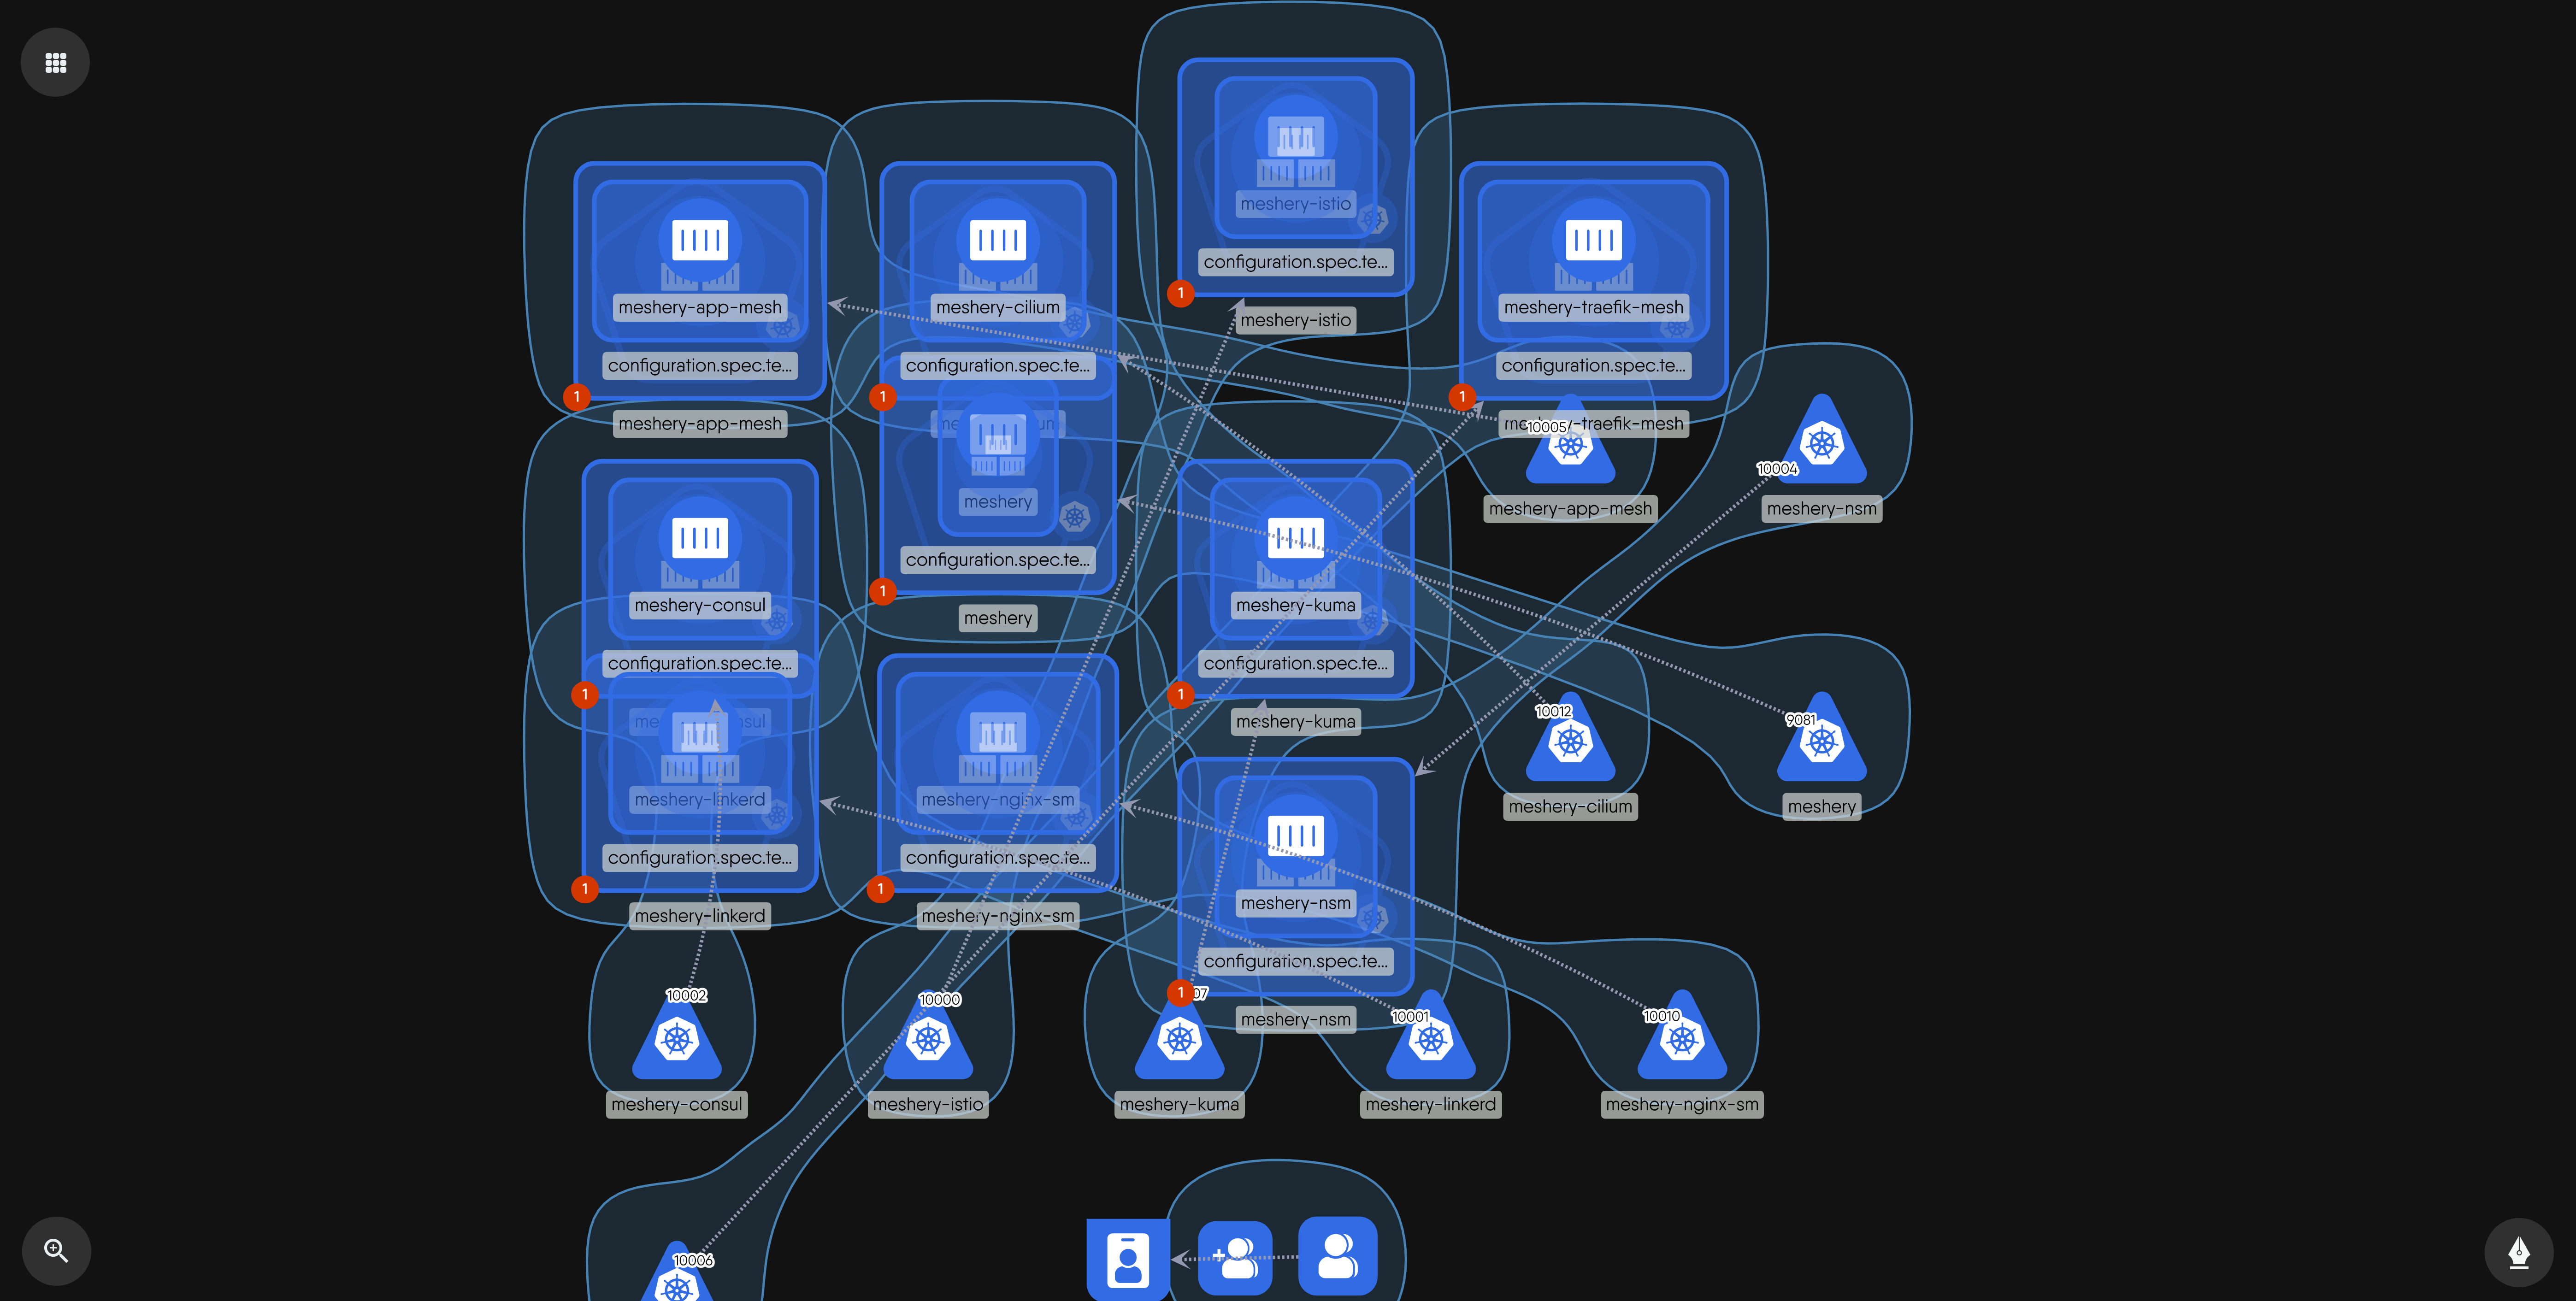 meshery-istio
configuration.spec.te...
1
meshery-istio
meshery-app-mesh
configuration.spec.te...
1
meshery-app-mesh
meshery-cilium
configuration.spec.te...
1
meshery-traefik-mesh
configuration.spec.te...
1
-traefik-mesh
10005
meshery-app-mesh
10004
meshery-nsm
meshery
configuration.spec.te...
1
meshery
meshery-consul
configuration.spec.te...
1
meshery-kuma
configuration.spec.te...
1
meshery-kuma
10012
meshery-cilium
9081
meshery
meshery-linkerd
configuration.spec.te...
1
meshery-linkerd
meshery-nginx-sm
configuration.spec.te...
1
meshery-nginx-sm
meshery-nsm
configuration.spec.te...
1
07
meshery-nsm
10002
meshery-consul
10000
meshery-istio
meshery-kuma
10001
meshery-linkerd
10010
meshery-nginx-sm
10006